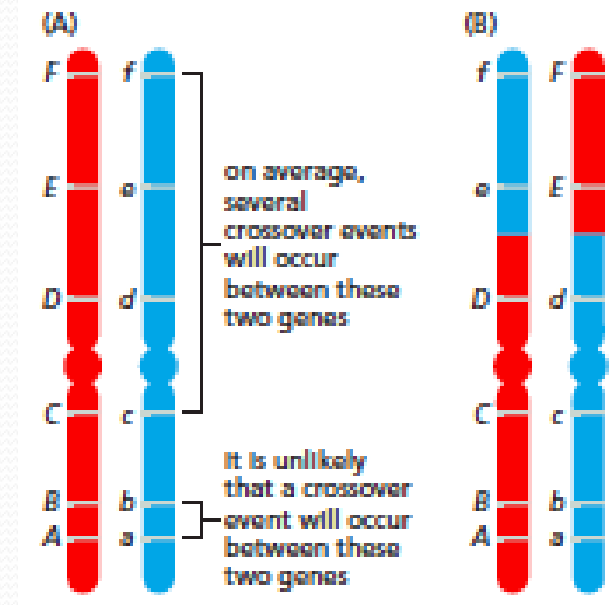 (A)
(B)
F f
f F
on average,
several
crossover events
will occur
between these
two genes
E e
e E
D d
D d
C c
C c
It is unlikely
that a crossover
event will occur
between these
two genes
B b
B b
A a
A a